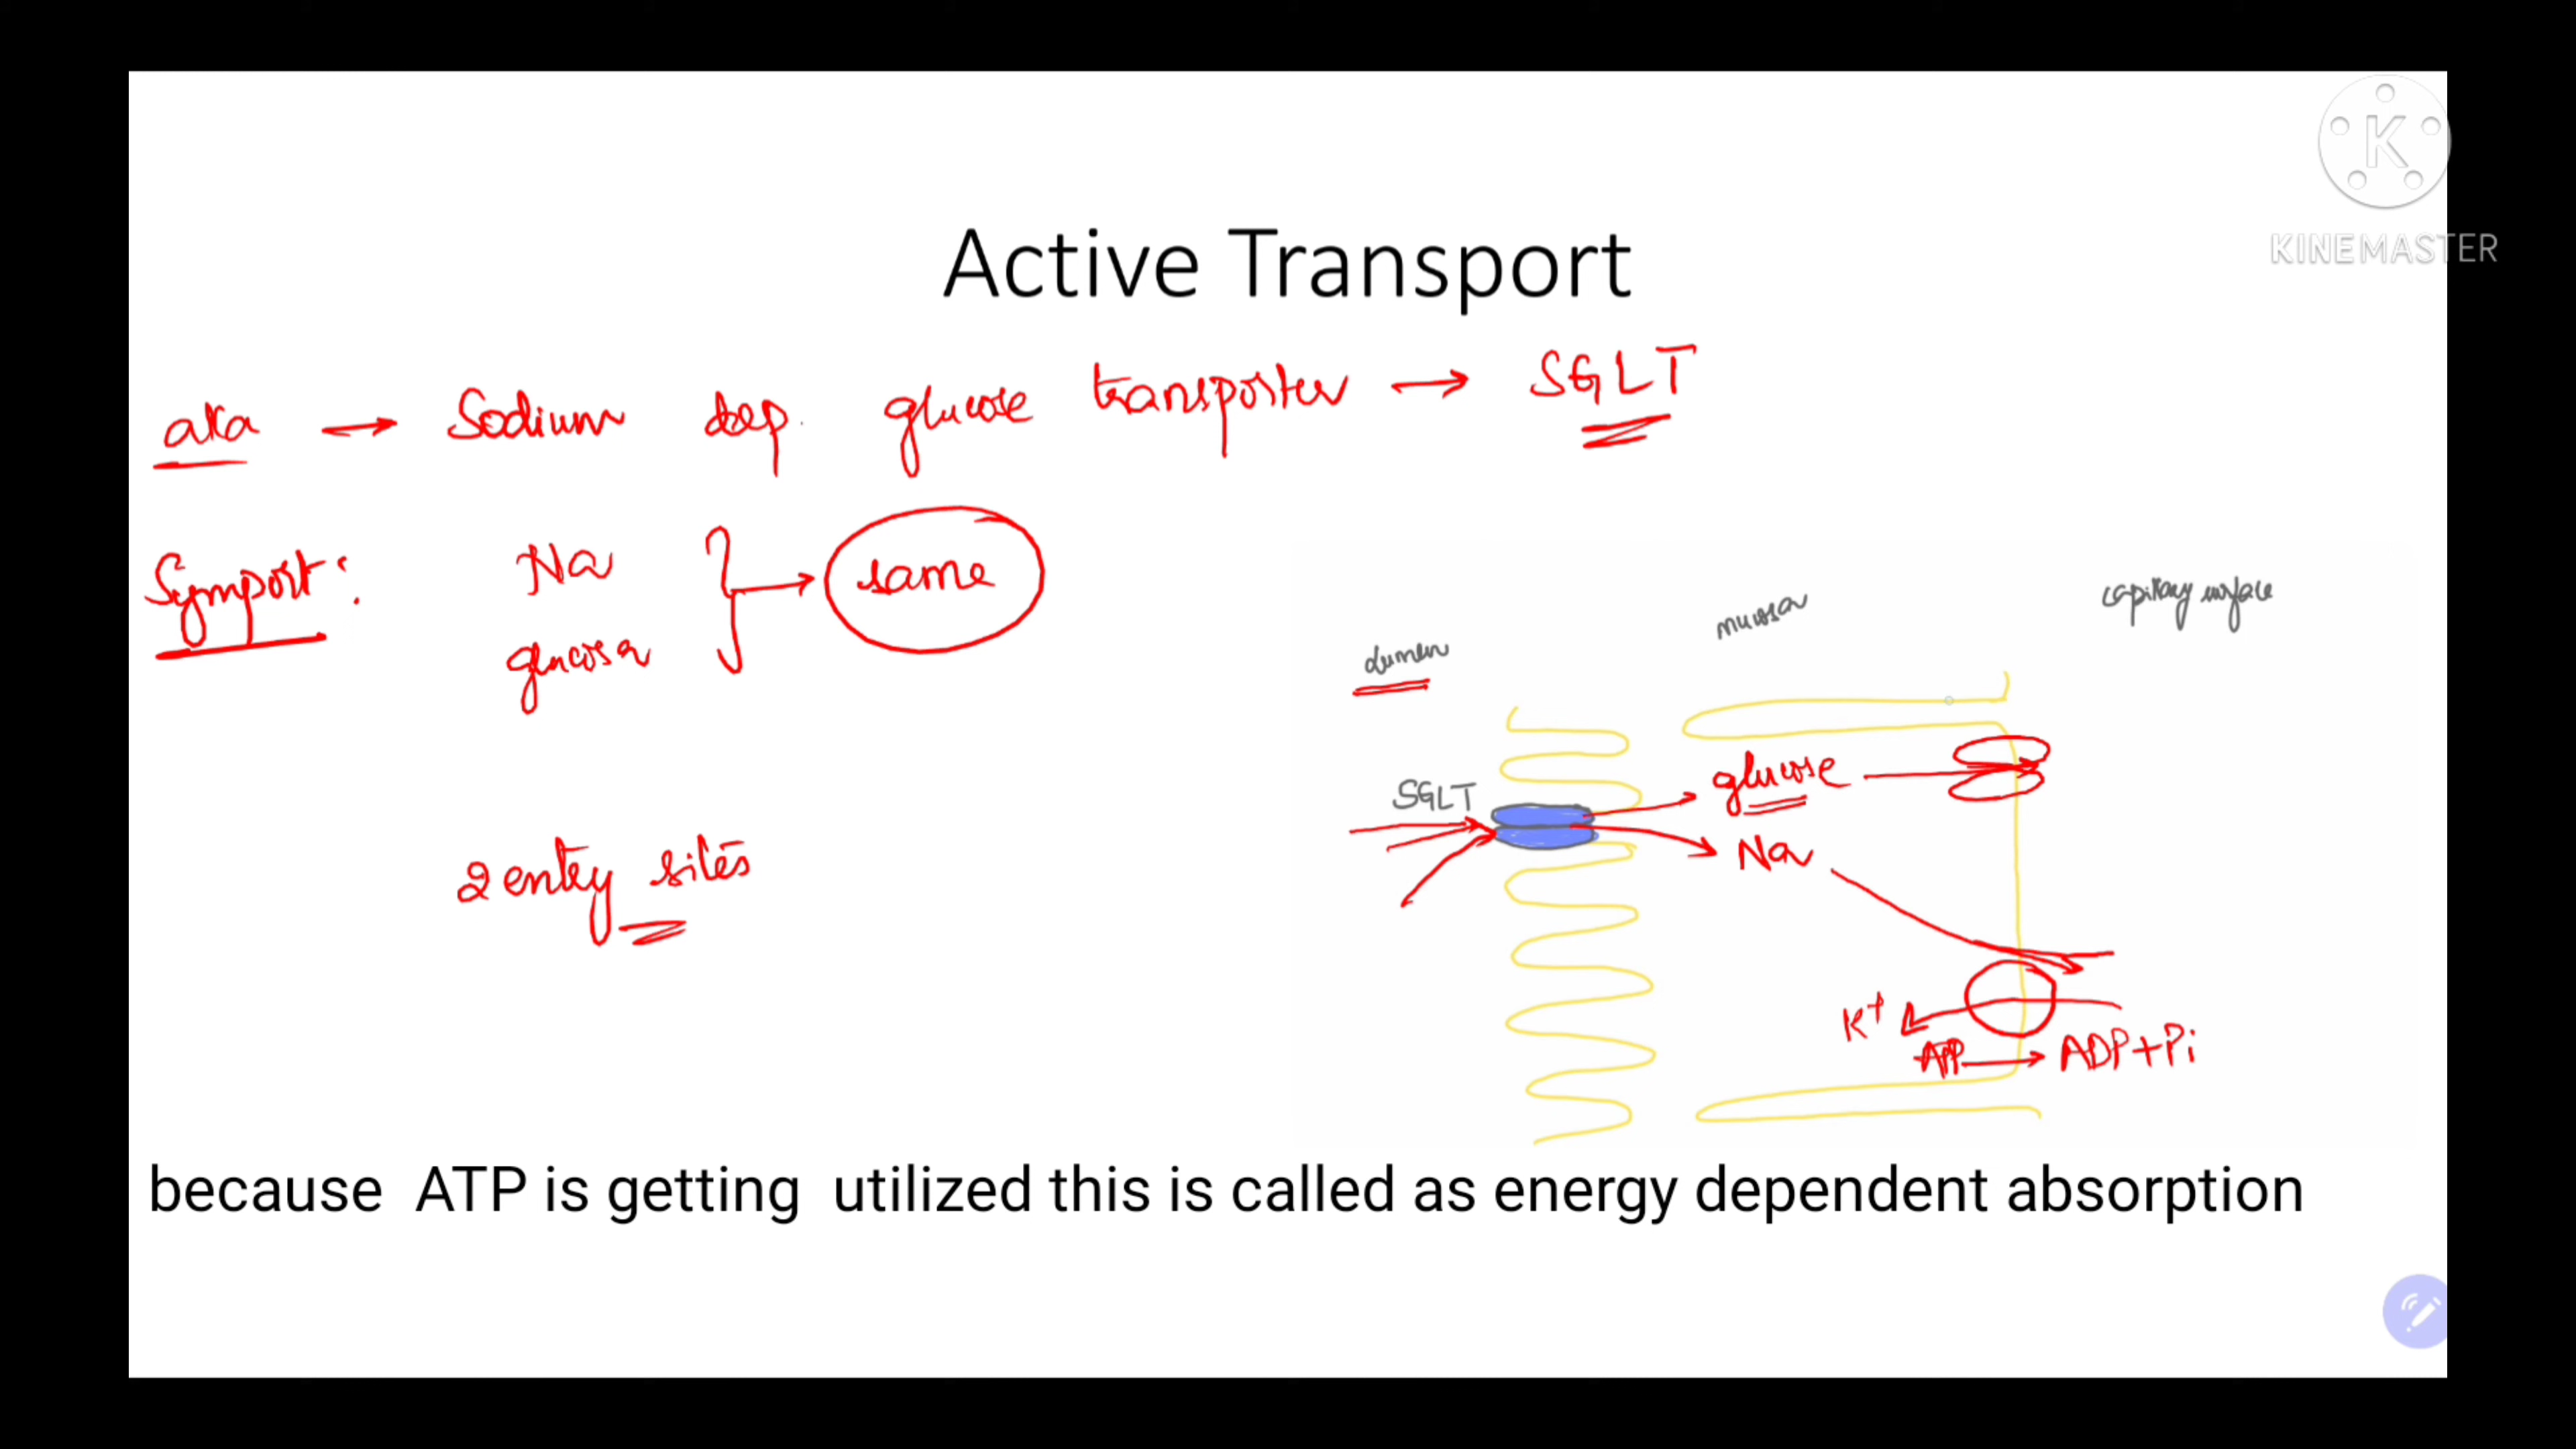 KINEMASTER
Active Transport
aka → Sodium dep. glucose transporter → SGLT
Symport: Na
glucose
same
2 entry sites
lumen
mucosa
capillary surface
SGLT
glucose
Na
K+
ATP → ADP+Pi
because ATP is getting utilized this is called as energy dependent absorption